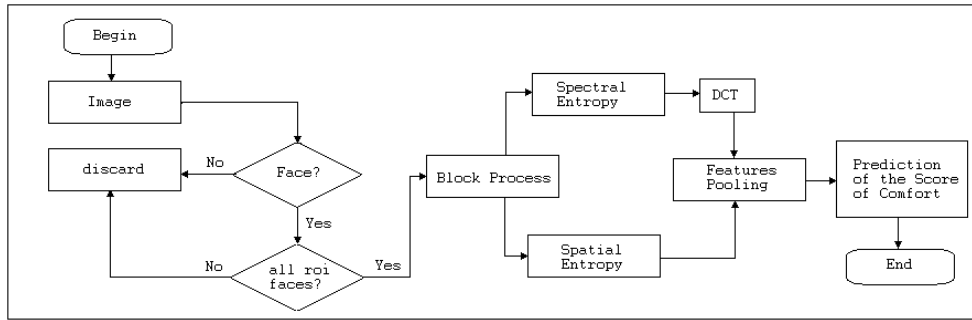 Begin
Image
No
discard
Face?
Yes
No
all roi
faces?
Yes
Block Process
Spectral
Entropy
DCT
Spatial
Entropy
Features
Pooling
Prediction
of the Score
of Comfort
End